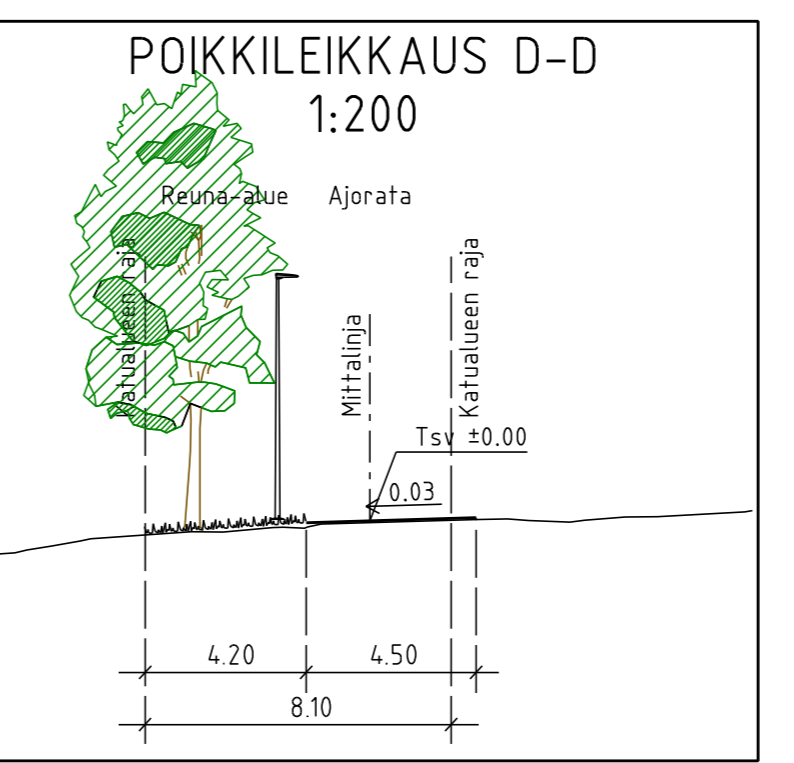 POIKKILEIKKAUS D-D
1:200
Reuna-alue Ajorata
Katualueen raja
Mittalinja
Katualueen raja
Tsv ±0.00
0.03
4.20
4.50
8.10